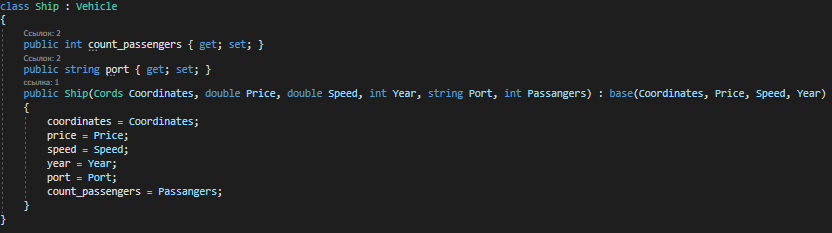 class Ship : Vehicle
{
Ссылок: 2
public int count_passengers { get; set; }
Ссылок: 2
public string port { get; set; }
ссылка: 1
public Ship(Cords Coordinates, double Price, double Speed, int Year, string Port, int Passengers) : base(Coordinates, Price, Speed, Year)
{
coordinates = Coordinates;
price = Price;
speed = Speed;
year = Year;
port = Port;
count_passengers = Passangers;
}
}